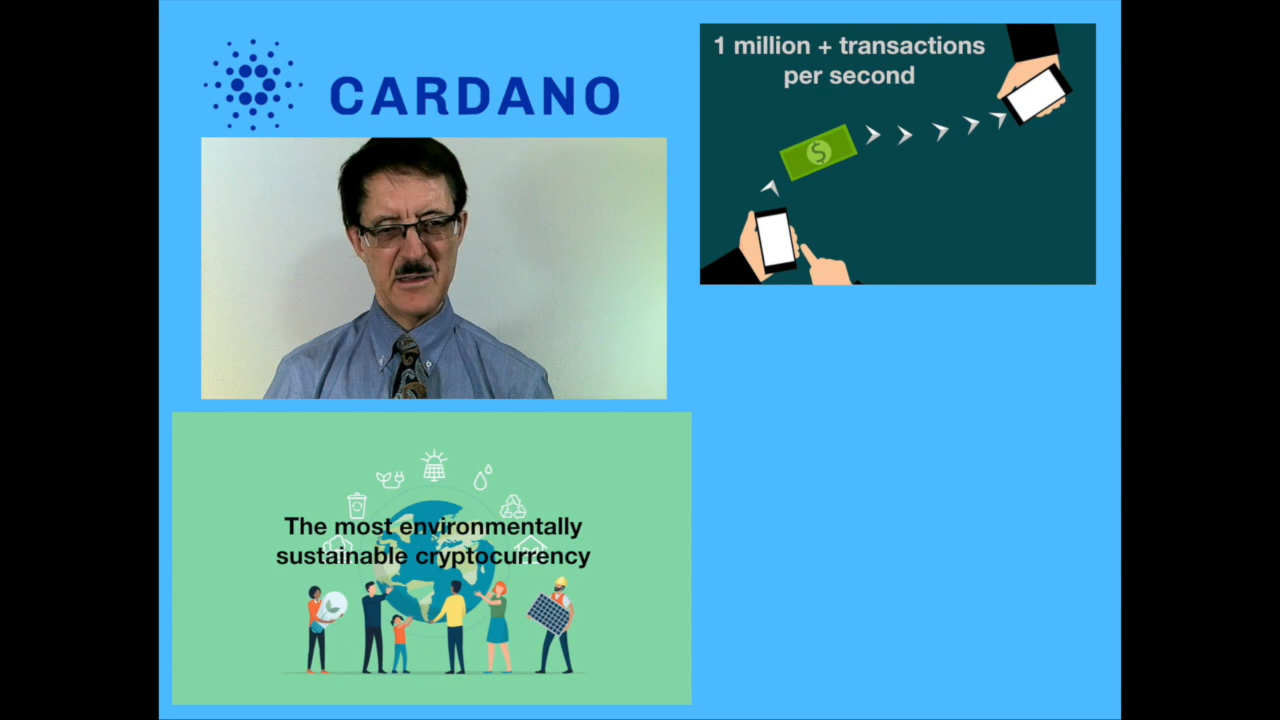 CARDANO
1 million + transactions
per second
The most environmentally
sustainable cryptocurrency